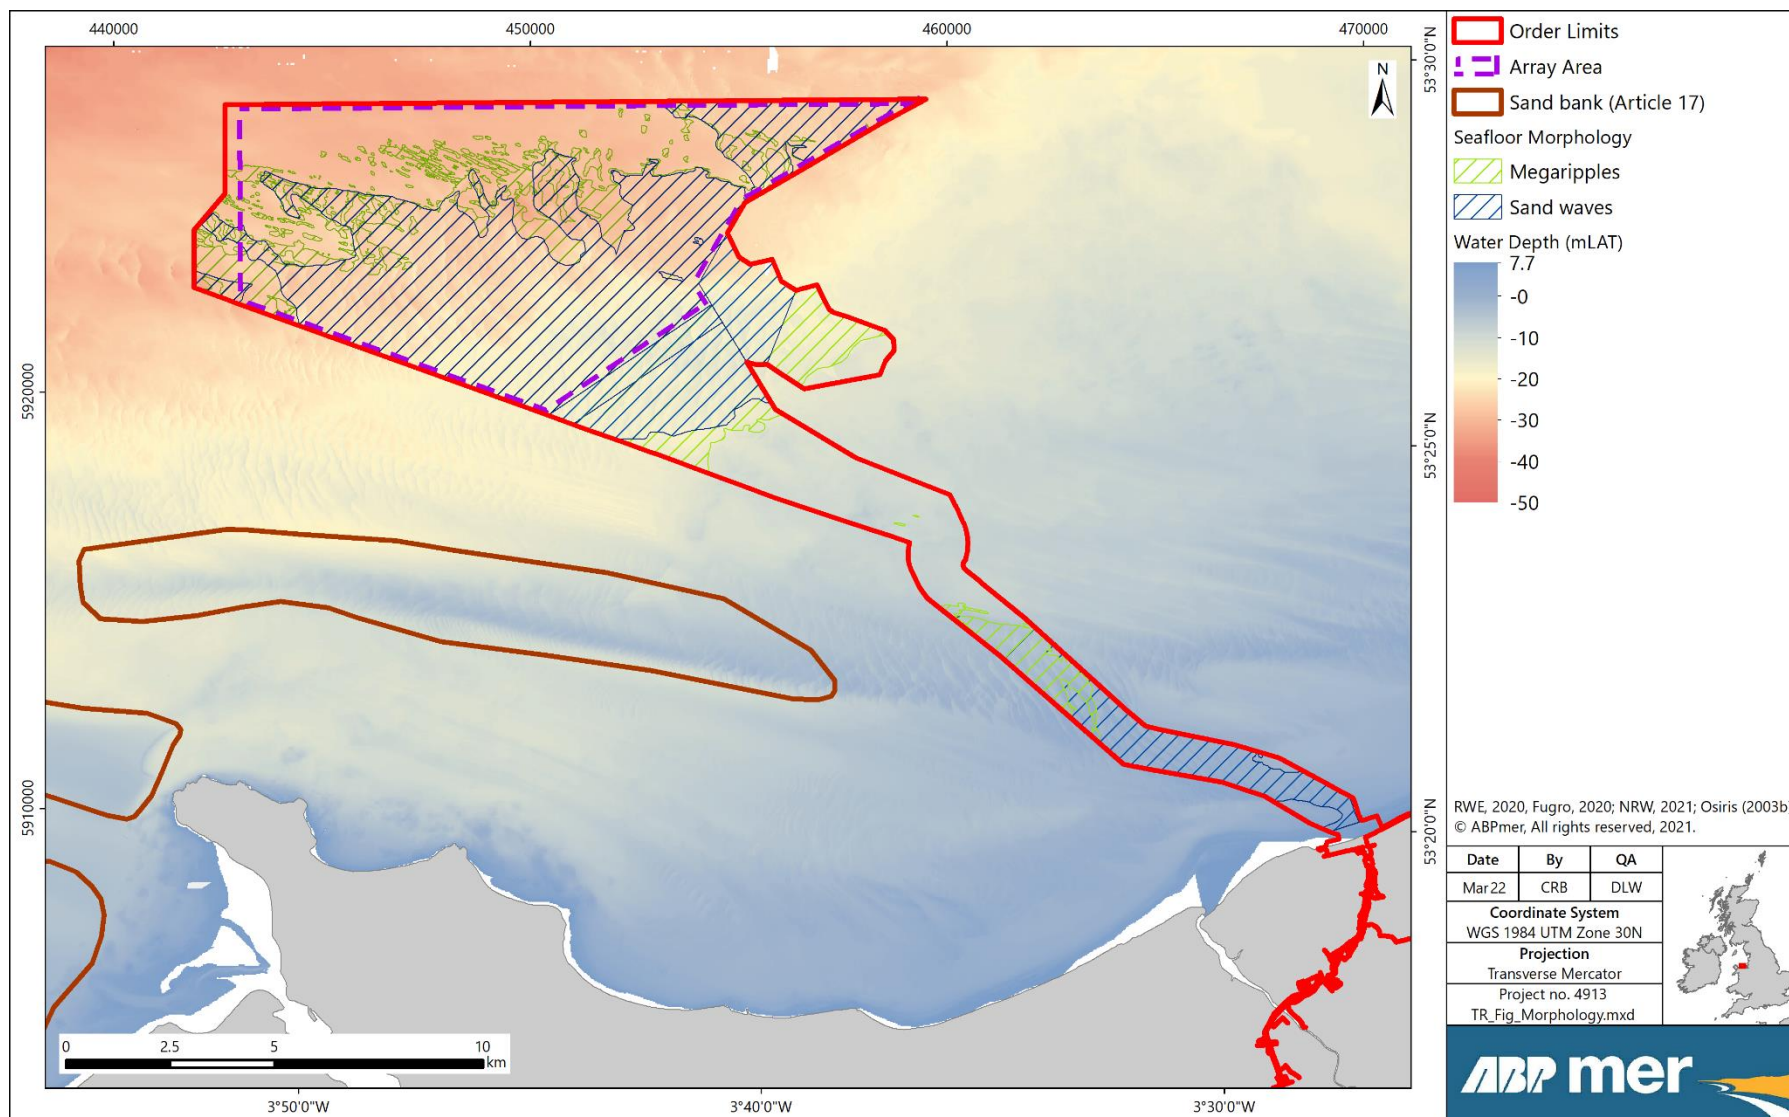 440000
450000
460000
470000
5920000
5910000
53°30'0"N
53°25'0"N
53°20'0"N
3°50'0"W
3°40'0"W
3°30'0"W
N
0
2.5
5
10
km
Order Limits
Array Area
Sand bank (Article 17)
Seafloor Morphology
Megaripples
Sand waves
Water Depth (mLAT)
7.7
-0
-10
-20
-30
-40
-50
RWE, 2020, Fugro, 2020; NRW, 2021; Osiris (2003b)
© ABPmer, All rights reserved, 2021.
Date
By
QA
Mar 22
CRB
DLW
Coordinate System
WGS 1984 UTM Zone 30N
Projection
Transverse Mercator
Project no. 4913
TR_Fig_Morphology.mxd
ABP mer